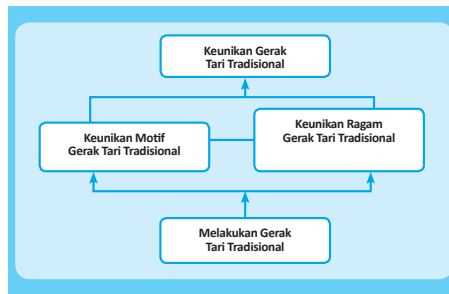 Keunikan Gerak
Tari Tradisional
Keunikan Motif
Gerak Tari Tradisional
Keunikan Ragam
Gerak Tari Tradisional
Melakukan Gerak
Tari Tradisional